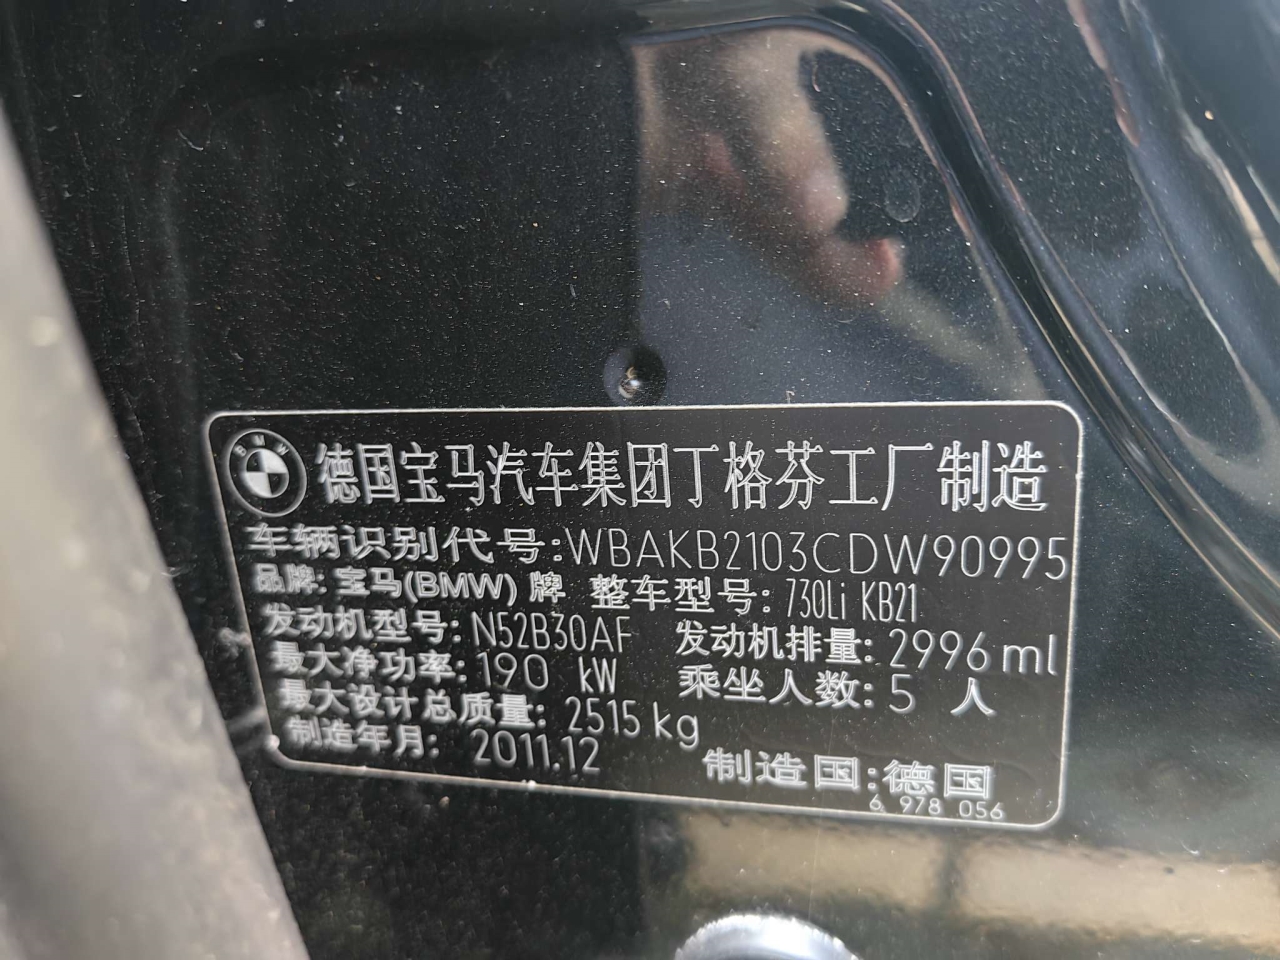 BMW
德国宝马汽车集团丁格芬工厂制造
车辆识别代号:WBAKB2103CDW90995
品牌: 宝马(BMW) 牌 整车型号: 730Li KB21
发动机型号: N52B30AF 发动机排量: 2996 ml
最大净功率: 190 kW 乘坐人数: 5 人
最大设计总质量: 2515 kg
制造年月: 2011.12 制造国:德国
6 978 056